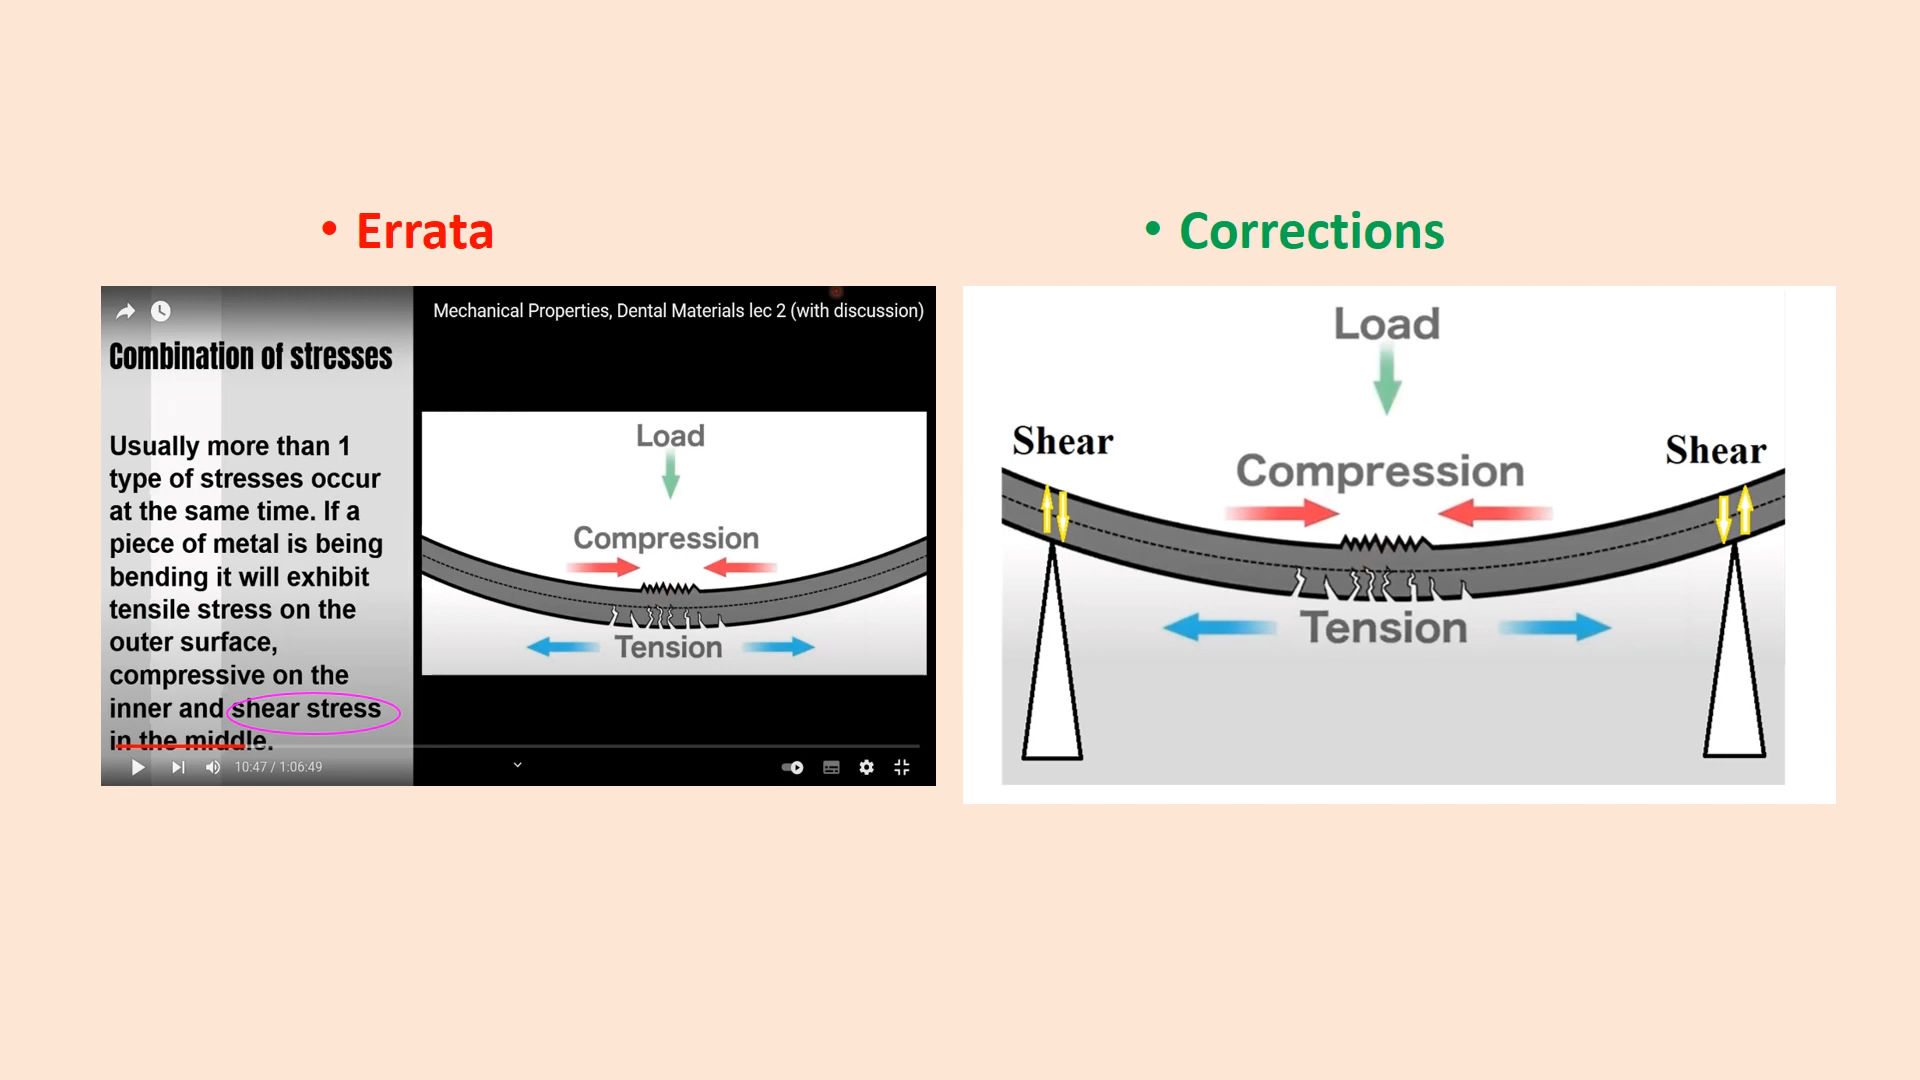 • Errata
Mechanical Properties, Dental Materials lec 2 (with discussion)
Combination of stresses
Usually more than 1
type of stresses occur
at the same time. If a
piece of metal is being
bending it will exhibit
tensile stress on the
outer surface,
compressive on the
inner and shear stress
in the middle.
Load
Compression
Tension
10:47 / 1:06:49
• Corrections
Load
Shear
Shear
Compression
Tension